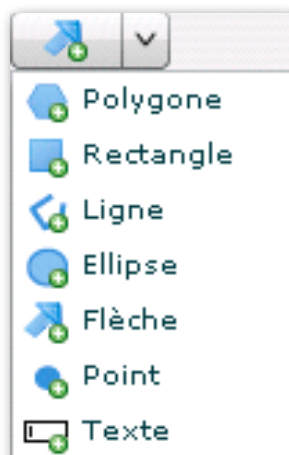 Polygone
Rectangle
Ligne
Ellipse
Flèche
Point
Texte